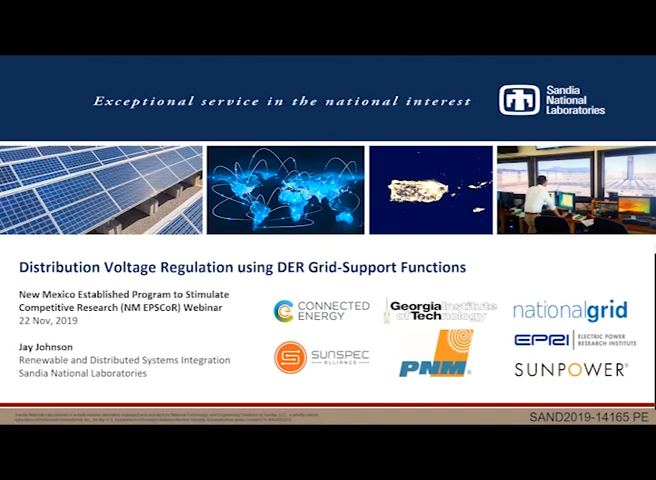 Exceptional service in the national interest
Sandia
National
Laboratories
Distribution Voltage Regulation using DER Grid-Support Functions
New Mexico Established Program to Stimulate
Competitive Research (NM EPSCoR) Webinar
22 Nov, 2019
Jay Johnson
Renewable and Distributed Systems Integration
Sandia National Laboratories
CONNECTED
ENERGY
Georgia Institute
of Technology
nationalgrid
SUNSPEC
ALLIANCE
PNM
EPRI ELECTRIC POWER
RESEARCH INSTITUTE
SUNPOWER
SAND2019-14165 PE